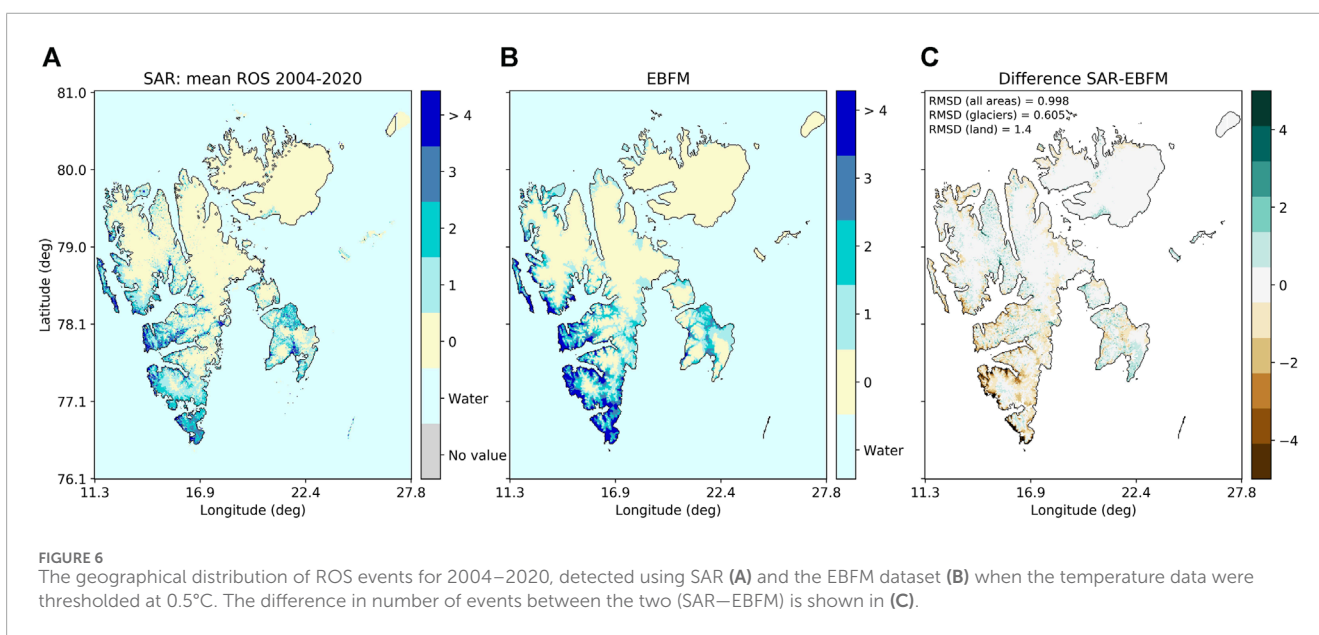 A
SAR: mean ROS 2004-2020
81.0
80.0
79.0
78.1
77.1
76.1
Latitude (deg)
11.3
16.9
22.4
27.8
Longitude (deg)
> 4
3
2
1
0
Water
No value
B
EBFM
11.3
16.9
22.4
27.8
Longitude (deg)
> 4
3
2
1
0
Water
C
Difference SAR-EBFM
RMSD (all areas) = 0.998
RMSD (glaciers) = 0.605
RMSD (land) = 1.4
11.3
16.9
22.4
27.8
Longitude (deg)
4
2
0
−2
−4
FIGURE 6
The geographical distribution of ROS events for 2004–2020, detected using SAR (A) and the EBFM dataset (B) when the temperature data were
thresholded at 0.5°C. The difference in number of events between the two (SAR—EBFM) is shown in (C).